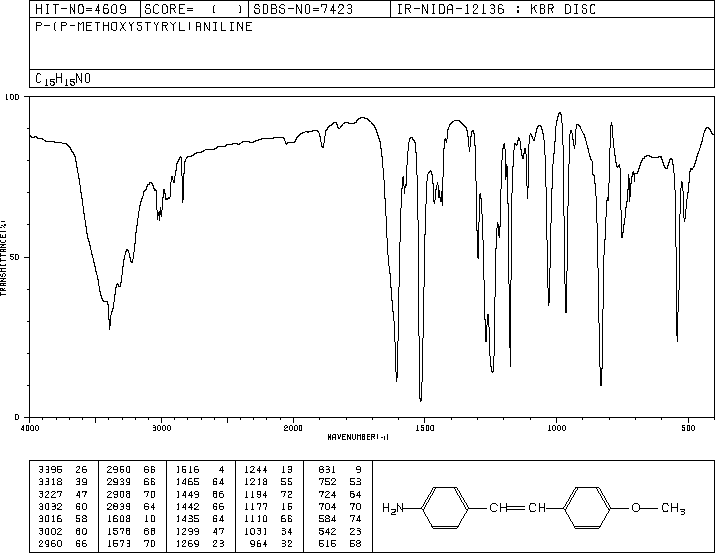 HIT-NO=4609 SCORE= ( ) SDBS-NO=7423 IR-NIDA-12136 : KBR DISC
P-(P-METHOXYSTYRYL)ANILINE
C15H15NO
100
TRANSMITTANCE(%)
50
0
4000 3000 2000 1500 1000 500
WAVENUMBER(-1)
3395 26 2950 66 1516 4 1244 13 831 9
3318 39 2939 66 1465 64 1218 55 752 53
3227 47 2908 70 1449 66 1194 72 724 64
3032 60 2839 64 1442 66 1177 15 704 70
3016 58 1608 10 1435 64 1110 66 584 74
3002 60 1578 68 1299 47 1031 34 542 23
2960 66 1573 70 1269 23 964 32 515 58
H2N CH CH O CH3